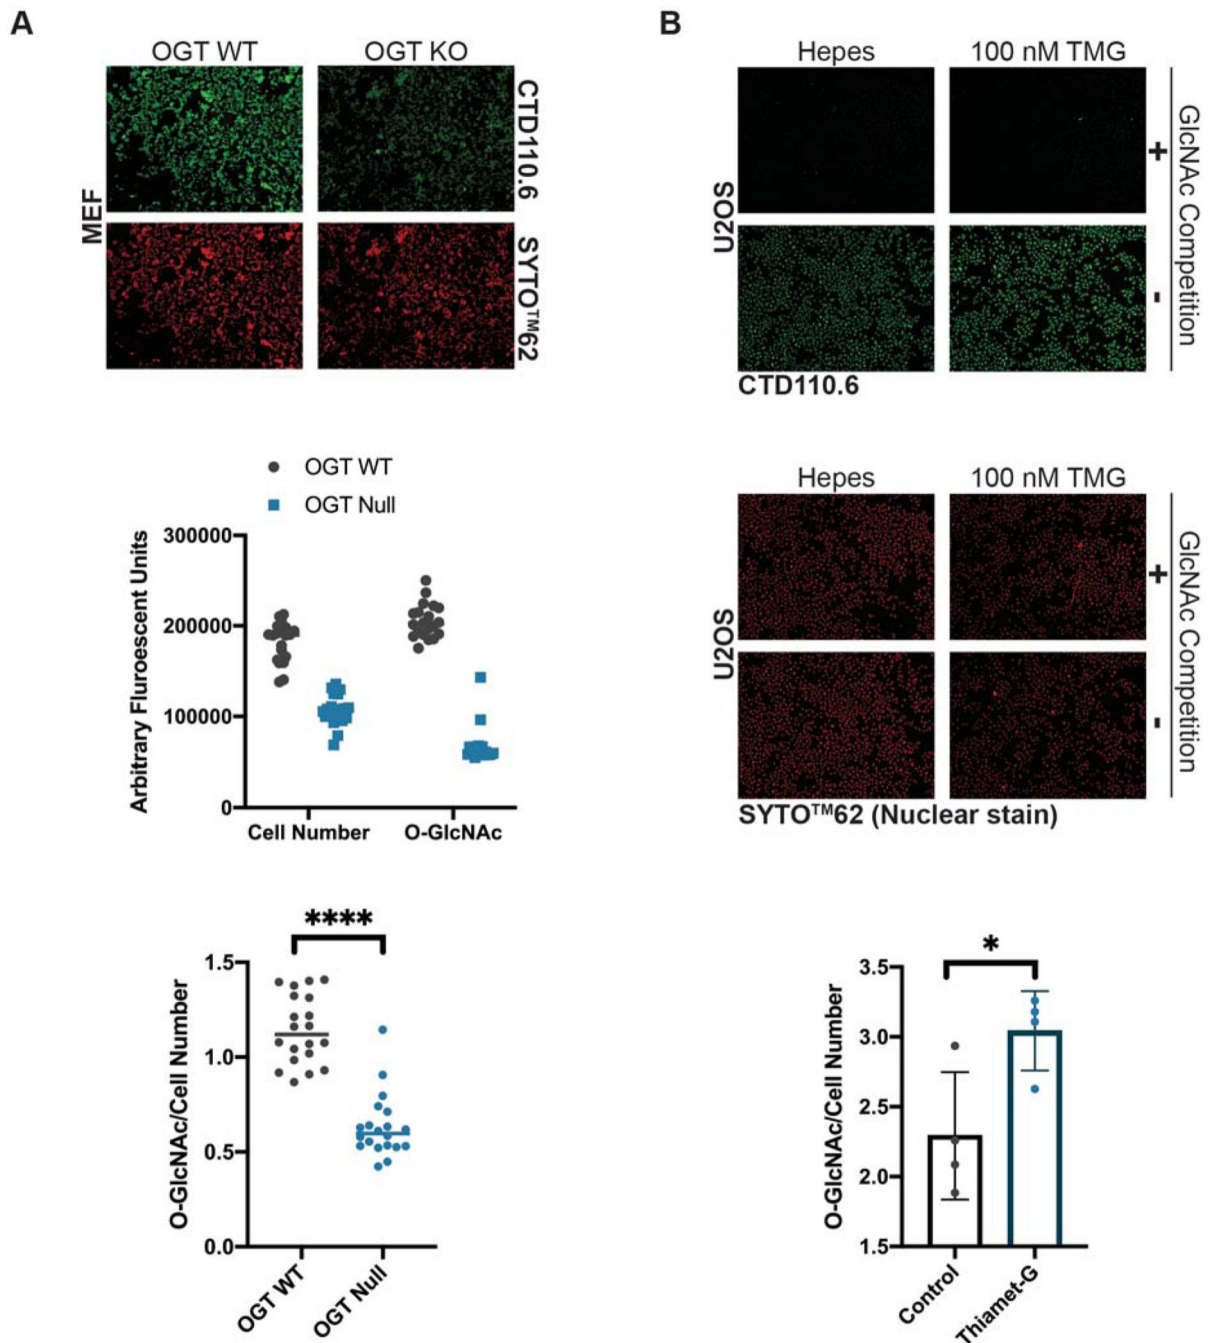 A
OGT WT
OGT KO
MEF
CTD110.6
SYTO™62
OGT WT
OGT Null
Arbitrary Fluroescent Units
300000
200000
100000
0
Cell Number
O-GlcNAc
****
O-GlcNAc/Cell Number
1.5
1.0
0.5
0.0
OGT WT
OGT Null
B
Hepes
100 nM TMG
U2OS
+
-
GlcNAc Competition
CTD110.6
Hepes
100 nM TMG
U2OS
+
-
GlcNAc Competition
SYTO™62 (Nuclear stain)
*
O-GlcNAc/Cell Number
3.5
3.0
2.5
2.0
1.5
Control
Thiamet-G